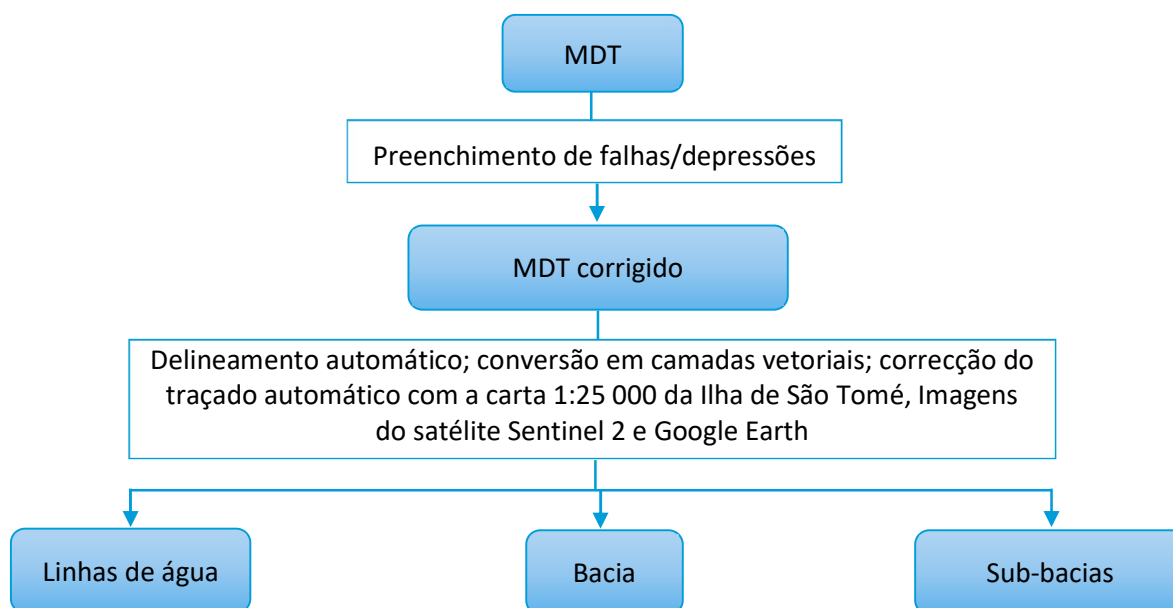 MDT
Preenchimento de falhas/depressões
MDT corrigido
Delineamento automático; conversão em camadas vetoriais; correcção do
traçado automático com a carta 1:25 000 da Ilha de São Tomé, Imagens
do satélite Sentinel 2 e Google Earth
Linhas de água
Bacia
Sub-bacias